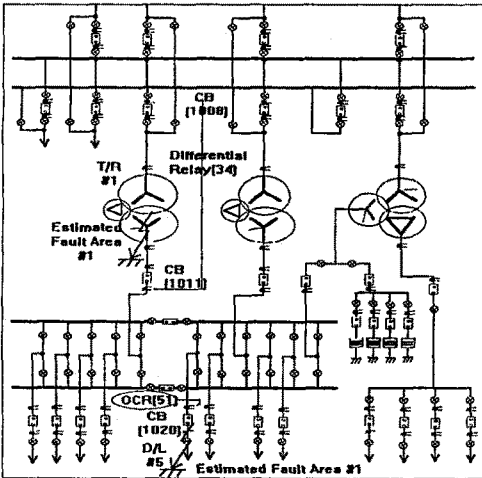 CB
(1008)
T/R
#1
Differential
Relay(34)
Estimated
Fault Area
#1
CB
(1011)
OCR(51)
CB
(1020)
D/L
#5
Estimated Fault Area #1